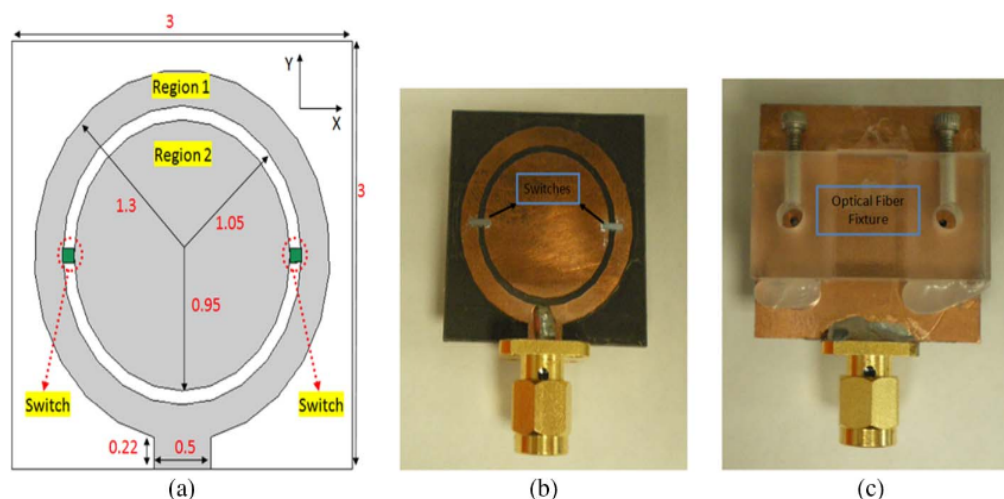 3
Y
X
Region 1
Region 2
1.3
1.05
0.95
3
Switch
Switch
0.22
0.5
(a)
Switches
(b)
Optical Fiber
Fixture
(c)